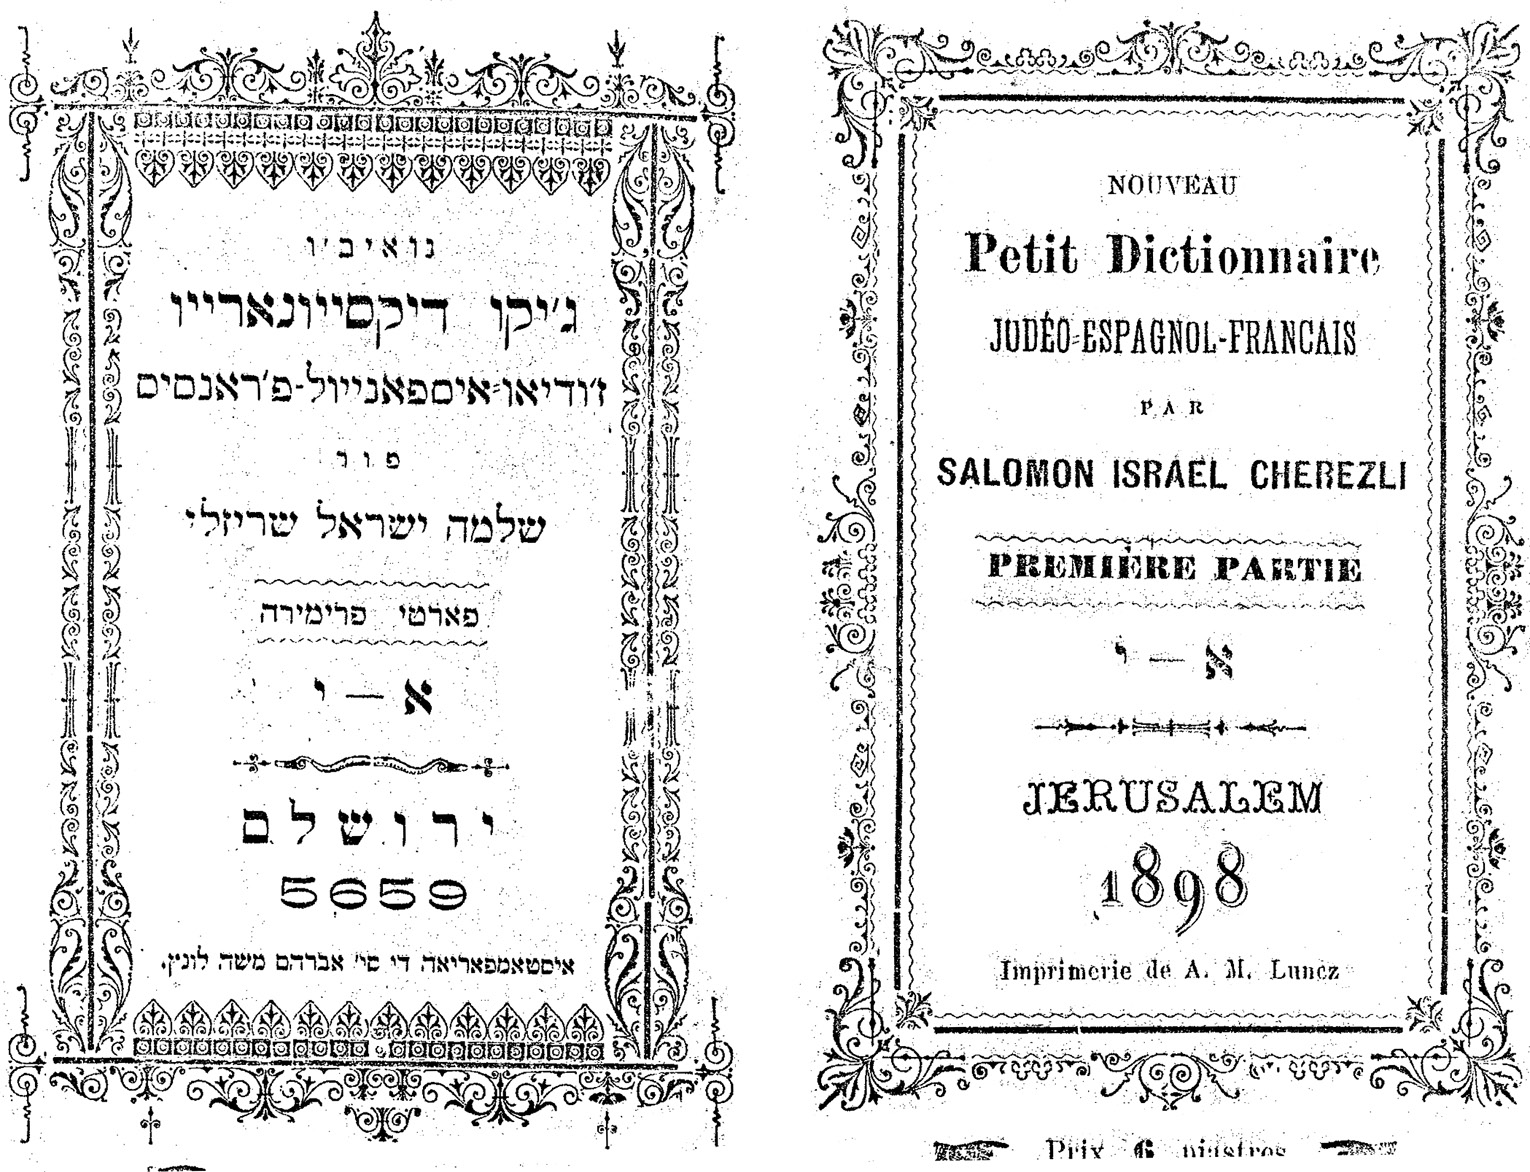 נואיב׳ו
ג׳יקו דיקסייונארייו
ז׳ודיאו-איספאנייול-פ׳ראנסיס
פור
שלמה ישראל שריזלי
פארטי פרימירה
א — י
ירושלם
5659
איסטאמפאריאה די סי׳ אברהם משה לונץ.
NOUVEAU
Petit Dictionnaire
JUDÉO-ESPAGNOL-FRANCAIS
PAR
SALOMON ISRAEL CHEREZLI
PREMIÈRE PARTIE
א — י
JERUSALEM
1898
Imprimerie de A. M. Luncz
Prix 6 piastres